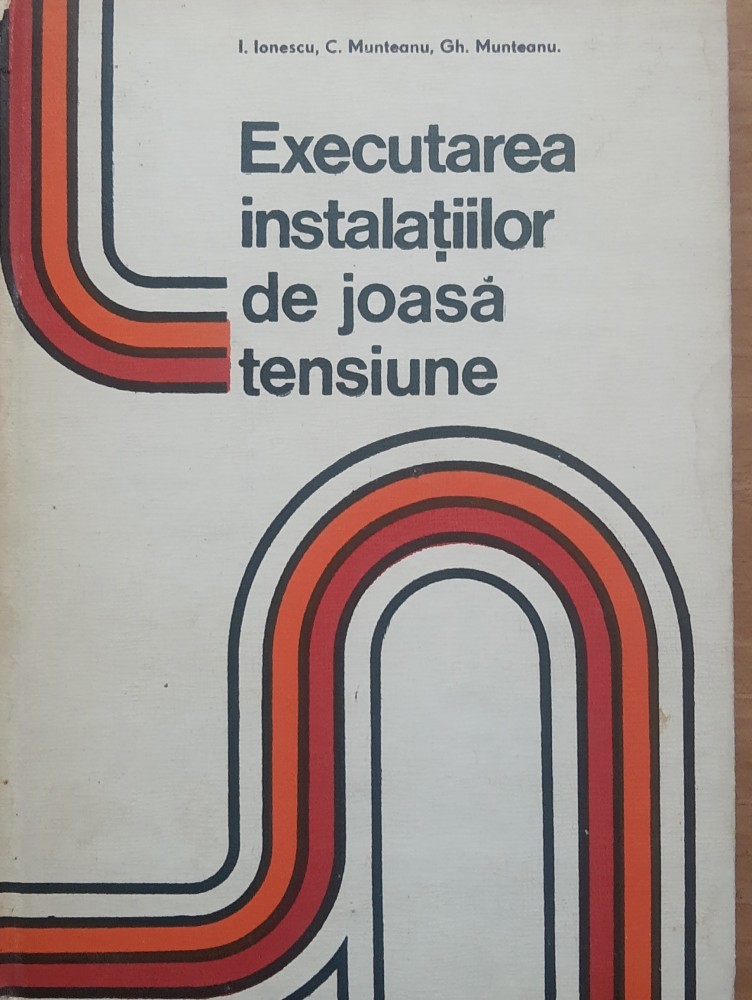 I. Ionescu, C. Munteanu, Gh. Munteanu.
Executarea
instalațiilor
de joasă
tensiune